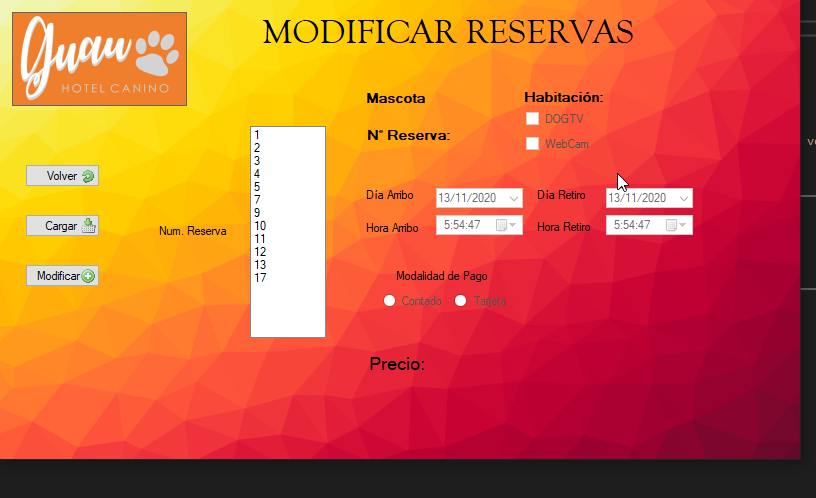 MODIFICAR RESERVAS
Guau
HOTEL CANINO
Mascota
Habitación:
DOGTV
N° Reserva:
WebCam
1
2
3
4
5
7
9
10
11
12
13
17
Volver
Cargar
Modificar
Num. Reserva
Día Arribo
13/11/2020
Día Retiro
13/11/2020
Hora Arribo
5:54:47
Hora Retiro
5:54:47
Modalidad de Pago
Contado
Tarjeta
Precio: